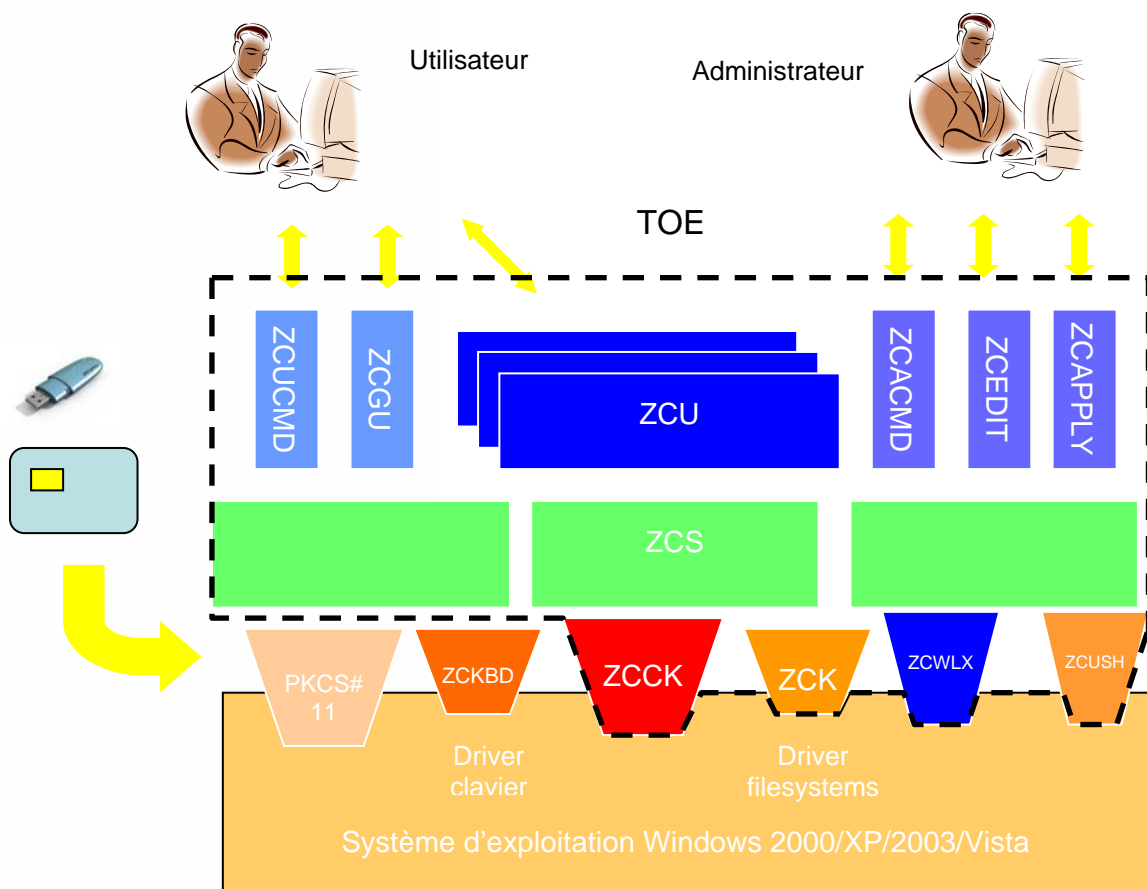 Utilisateur
Administrateur
TOE
ZCUCMD
ZCGU
ZCU
ZCACMD
ZCEDIT
ZCAPPLY
ZCS
PKCS#
11
ZCKBD
ZCCK
ZCK
ZCWLX
ZCUSH
Driver
clavier
Driver
filesystems
Système d'exploitation Windows 2000/XP/2003/Vista